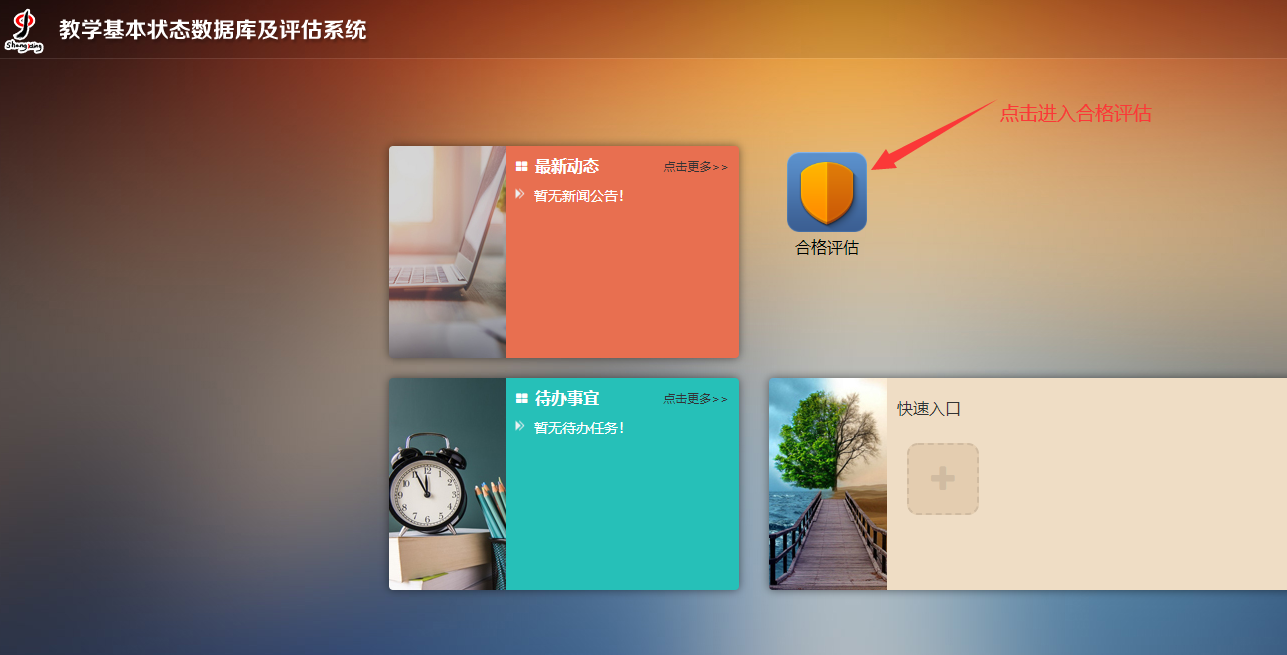 Shangxing
教学基本状态数据库及评估系统
点击进入合格评估
最新动态
点击更多>>
暂无新闻公告!
合格评估
待办事宜
点击更多>>
暂无待办任务!
快速入口